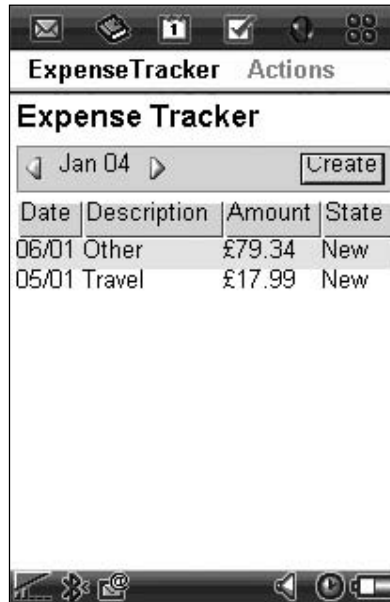 1
ExpenseTracker Actions
Expense Tracker
Jan 04 Create
Date Description Amount State
06/01 Other £79.34 New
05/01 Travel £17.99 New
@